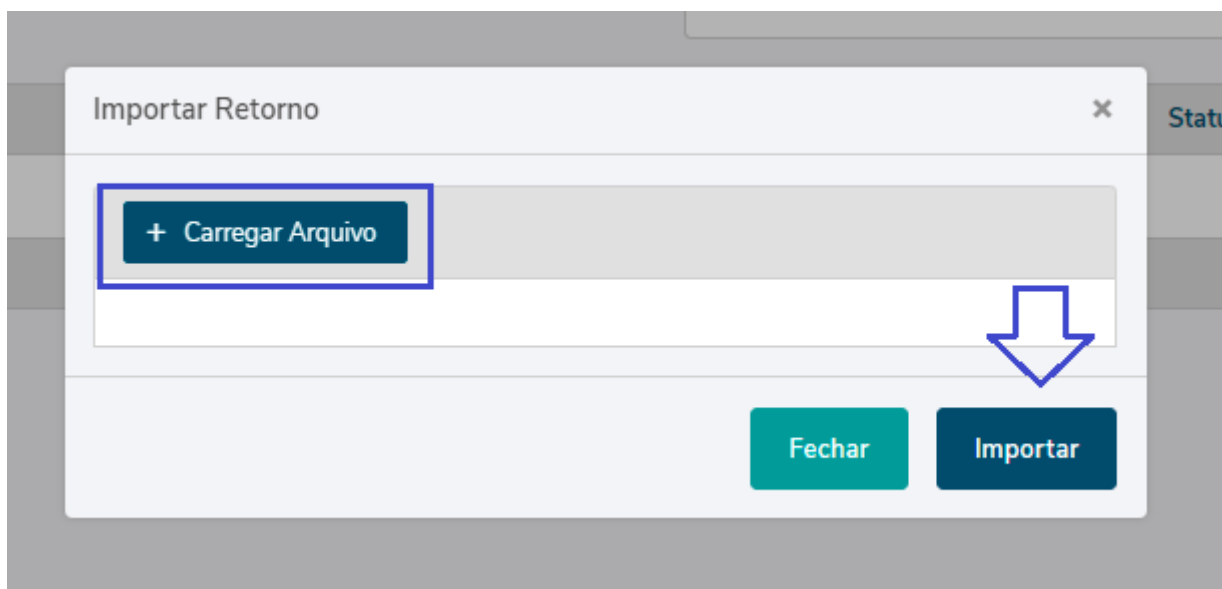 Importar Retorno ×
Statu
+ Carregar Arquivo
Fechar
Importar